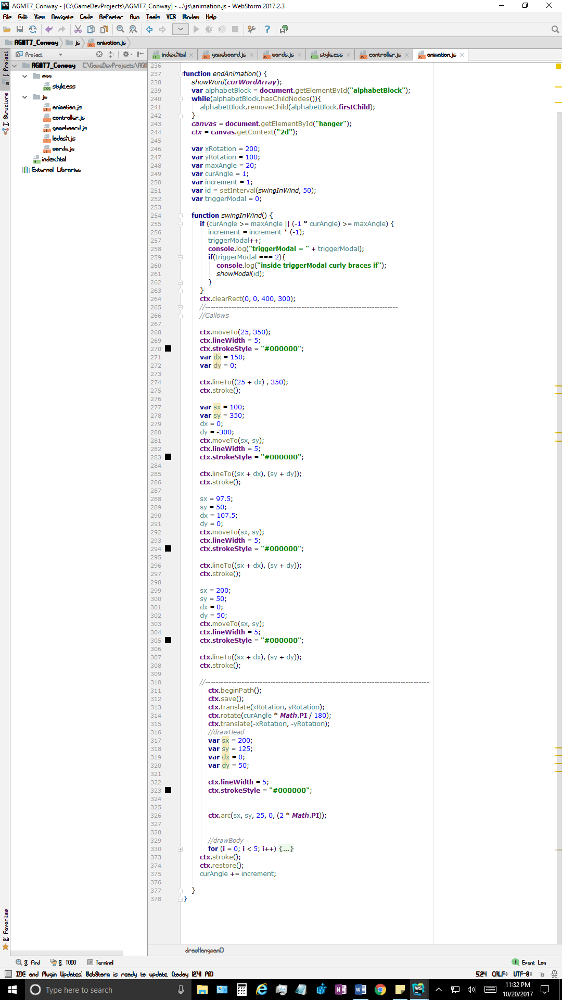 AGMT7_Conway - [C:\GameDevProjects\AGMT7_Conway] - ...\js\animation.js - WebStorm 2017.2.3
File Edit View Navigate Code Refactor Run Tools VCS Window Help
AGMT7_Conway js animation.js
Project
index.html gameboard.js words.js style.css controller.js animation.js
1: Project
7: Structure
2: Favorites
AGMT7_Conway C:\GameDevProjects\AGM
css
style.css
js
animation.js
controller.js
gameboard.js
lodash.js
words.js
index.html
External Libraries
236
237 function endAnimation() {
238 showWord(curWordArray);
239 var alphabetBlock = document.getElementById("alphabetBlock");
240 while(alphabetBlock.hasChildNodes()){
241 alphabetBlock.removeChild(alphabetBlock.firstChild);
242 }
243 canvas = document.getElementById("hanger");
244 ctx = canvas.getContext("2d");
245
246 var xRotation = 200;
247 var yRotation = 100;
248 var maxAngle = 20;
249 var curAngle = 1;
250 var increment = 1;
251 var id = setInterval(swingInWind, 50);
252 var triggerModal = 0;
253
254 function swingInWind() {
255 if (curAngle >= maxAngle || (-1 * curAngle) >= maxAngle) {
256 increment = increment * (-1);
257 triggerModal++;
258 console.log("triggerModal = " + triggerModal);
259 if(triggerModal === 2){
260 console.log("inside triggerModal curly braces if");
261 showModal(id);
262 }
263 }
264 ctx.clearRect(0, 0, 400, 300);
265 //--------------------------------------------------------------------------
266 //Gallows
267
268 ctx.moveTo(25, 350);
269 ctx.lineWidth = 5;
270 ctx.strokeStyle = "#000000";
271 var dx = 150;
272 var dy = 0;
273
274 ctx.lineTo((25 + dx) , 350);
275 ctx.stroke();
276
277 var sx = 100;
278 var sy = 350;
279 dx = 0;
280 dy = -300;
281 ctx.moveTo(sx, sy);
282 ctx.lineWidth = 5;
283 ctx.strokeStyle = "#000000";
284
285 ctx.lineTo((sx + dx), (sy + dy));
286 ctx.stroke();
287
288 sx = 97.5;
289 sy = 50;
290 dx = 107.5;
291 dy = 0;
292 ctx.moveTo(sx, sy);
293 ctx.lineWidth = 5;
294 ctx.strokeStyle = "#000000";
295
296 ctx.lineTo((sx + dx), (sy + dy));
297 ctx.stroke();
298
299 sx = 200;
300 sy = 50;
301 dx = 0;
302 dy = 50;
303 ctx.moveTo(sx, sy);
304 ctx.lineWidth = 5;
305 ctx.strokeStyle = "#000000";
306
307 ctx.lineTo((sx + dx), (sy + dy));
308 ctx.stroke();
309
310 //--------------------------------------------------------------------------------------
311 ctx.beginPath();
312 ctx.save();
313 ctx.translate(xRotation, yRotation);
314 ctx.rotate(curAngle * Math.PI / 180);
315 ctx.translate(-xRotation, -yRotation);
316 //drawHead
317 var sx = 200;
318 var sy = 125;
319 var dx = 0;
320 var dy = 50;
321
322 ctx.lineWidth = 5;
323 ctx.strokeStyle = "#000000";
324
325
326 ctx.arc(sx, sy, 25, 0, (2 * Math.PI));
327
328
329 //drawBody
330 for (i = 0; i < 5; i++) {...}
373 ctx.stroke();
374 ctx.restore();
375 curAngle += increment;
376
377 }
378 }
drawHangman()
3: Find 6: TODO Terminal 1 Event Log
IDE and Plugin Updates: WebStorm is ready to update. (today 12:41 PM) 5:24 CRLF UTF-8
Type here to search
11:32 PM
10/20/2017